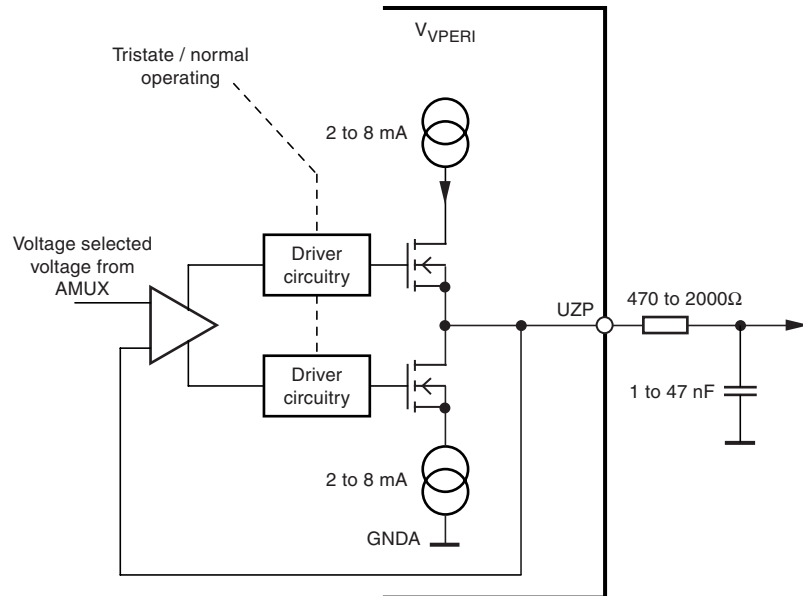 V_VPERI
Tristate / normal
operating
2 to 8 mA
Voltage selected
voltage from
AMUX
Driver
circuitry
UZP
470 to 2000Ω
Driver
circuitry
1 to 47 nF
2 to 8 mA
GNDA